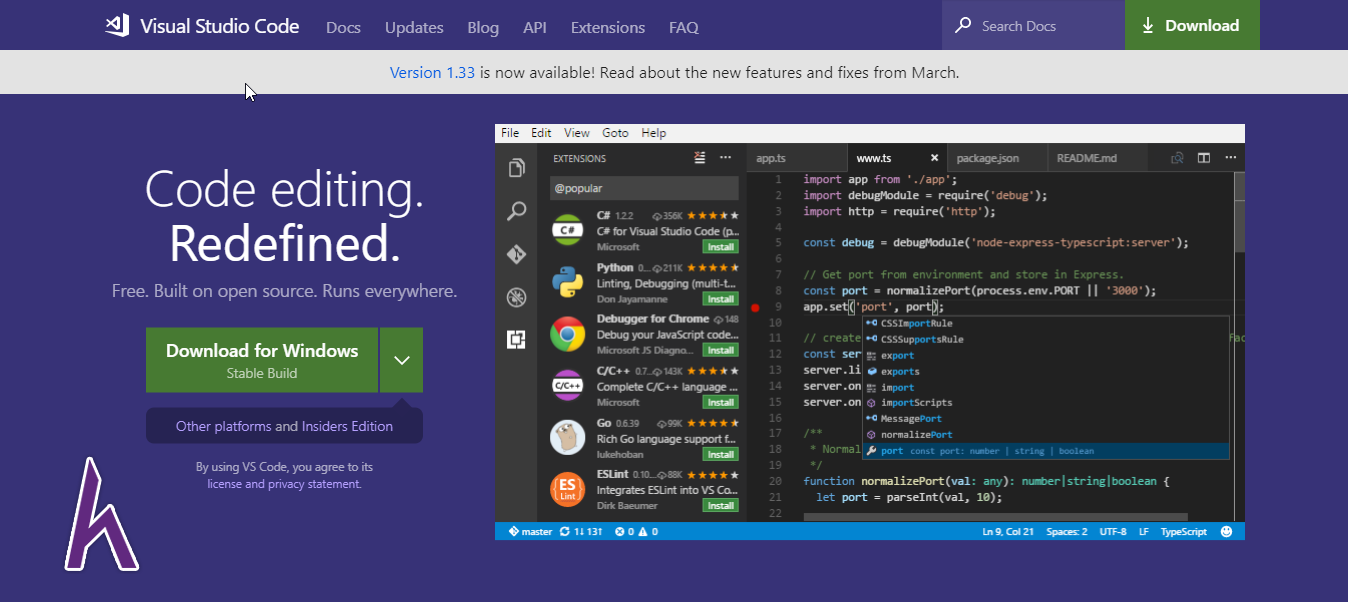 Visual Studio Code Docs Updates Blog API Extensions FAQ Search Docs Download
Version 1.33 is now available! Read about the new features and fixes from March.
Code editing.
Redefined.
Free. Built on open source. Runs everywhere.
Download for Windows
Stable Build
Other platforms and Insiders Edition
By using VS Code, you agree to its
license and privacy statement.
File Edit View Goto Help
EXTENSIONS
@popular
C# 1.2.2 356K
C# for Visual Studio Code (p...
Microsoft Install
Python 0... 211K
Linting, Debugging (multi-t...
Don Jayamanne Install
Debugger for Chrome 148
Debug your JavaScript code...
Microsoft JS Diagno... Install
C/C++ 0.7... 143K
Complete C/C++ language ...
Microsoft Install
Go 0.6.39 99K
Rich Go language support f...
lukehoban Install
ESLint 0.10... 88K
Integrates ESLint into VS Co...
Dirk Baeumer Install
C#
C/C++
ES
Lint
app.ts www.ts package.json README.md
1 import app from './app';
2 import debugModule = require('debug');
3 import http = require('http');
4
5 const debug = debugModule('node-express-typescript:server');
6
7 // Get port from environment and store in Express.
8 const port = normalizePort(process.env.PORT || '3000');
9 app.set('port', port);
10
11 // create
12 const ser
13 server.li
14 server.on
15 server.on
16
17 /**
18 * Normal
19 */
20 function normalizePort(val: any): number|string|boolean {
21 let port = parseInt(val, 10);
22
CSSImportRule
CSSSupportsRule
export
exports
import
importScripts
MessagePort
normalizePort
port const port: number | string | boolean
master 1↓ 13↑ 0 0 Ln 9, Col 21 Spaces: 2 UTF-8 LF TypeScript
h